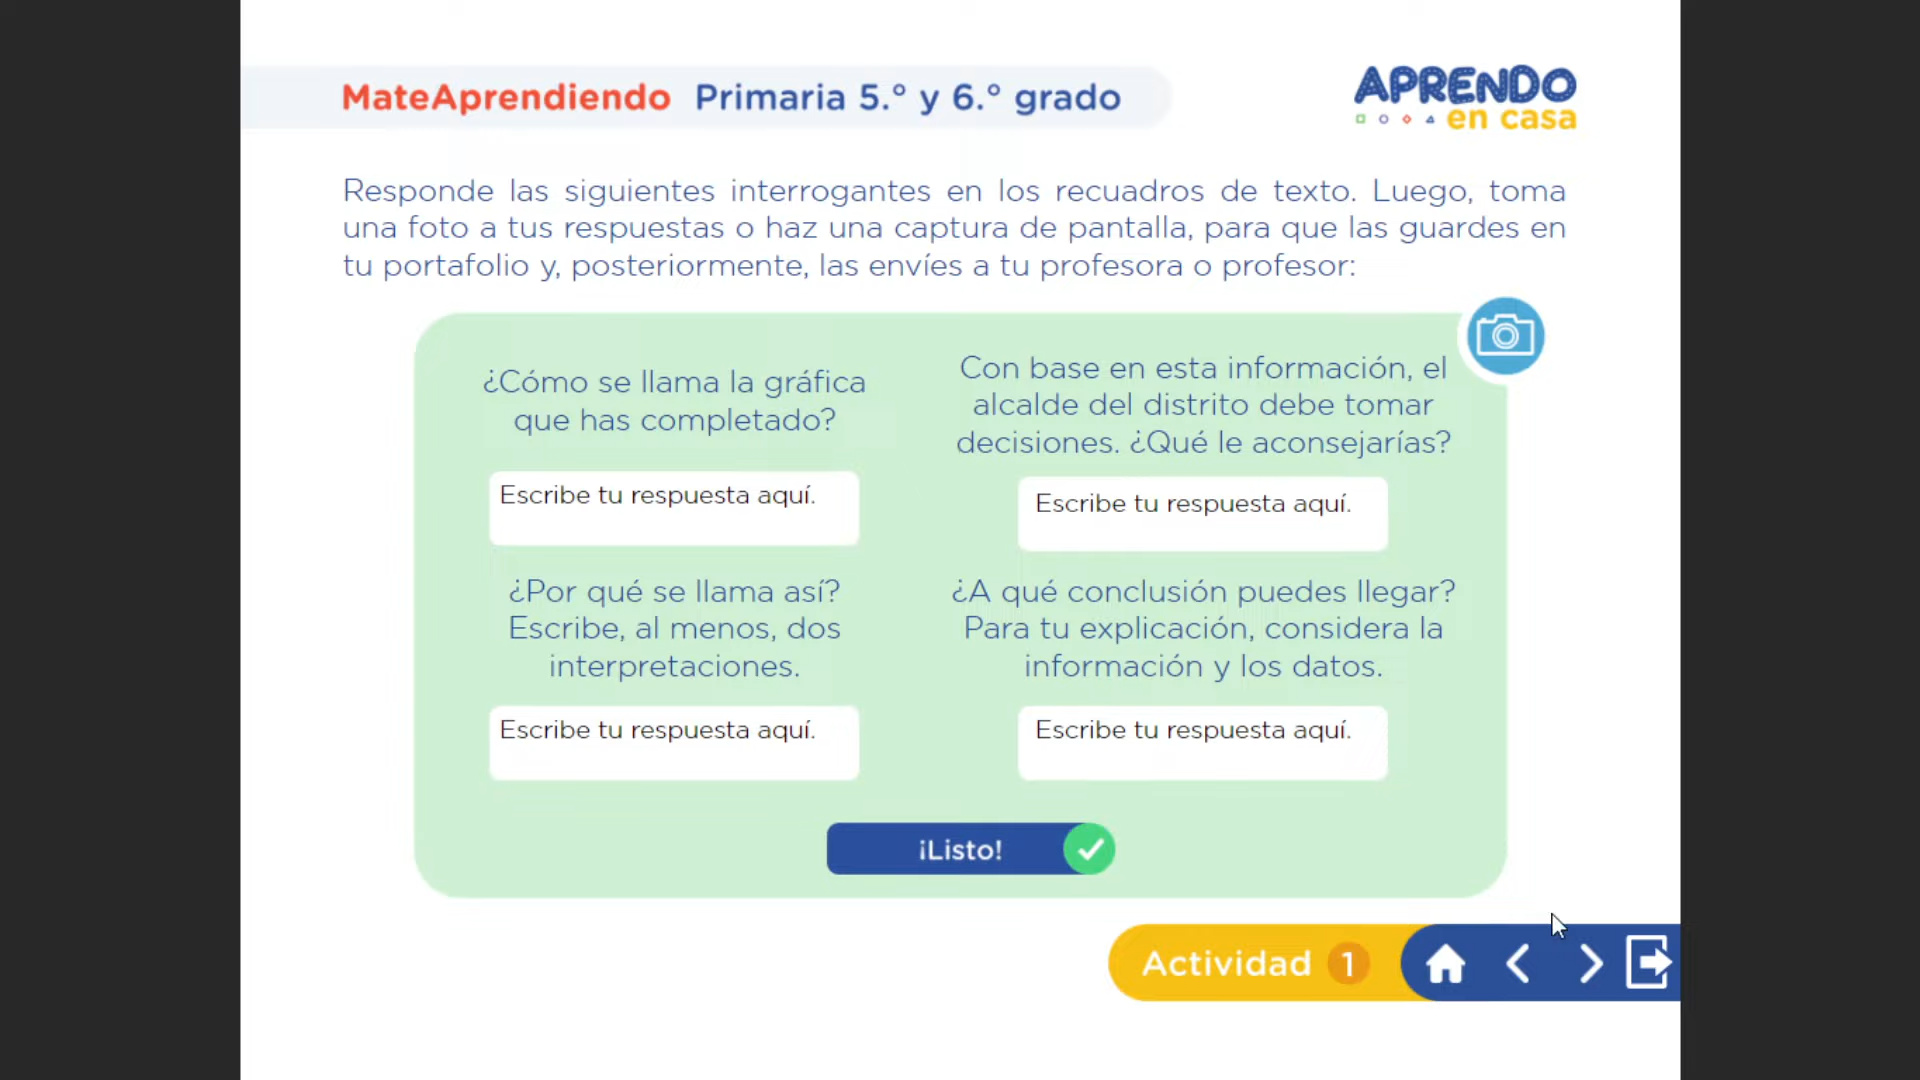 MateAprendiendo Primaria 5.° y 6.° grado
APRENDO
en casa
Responde las siguientes interrogantes en los recuadros de texto. Luego, toma
una foto a tus respuestas o haz una captura de pantalla, para que las guardes en
tu portafolio y, posteriormente, las envíes a tu profesora o profesor:
¿Cómo se llama la gráfica
que has completado?
Escribe tu respuesta aquí.
Con base en esta información, el
alcalde del distrito debe tomar
decisiones. ¿Qué le aconsejarías?
Escribe tu respuesta aquí.
¿Por qué se llama así?
Escribe, al menos, dos
interpretaciones.
Escribe tu respuesta aquí.
¿A qué conclusión puedes llegar?
Para tu explicación, considera la
información y los datos.
Escribe tu respuesta aquí.
¡Listo!
Actividad 1